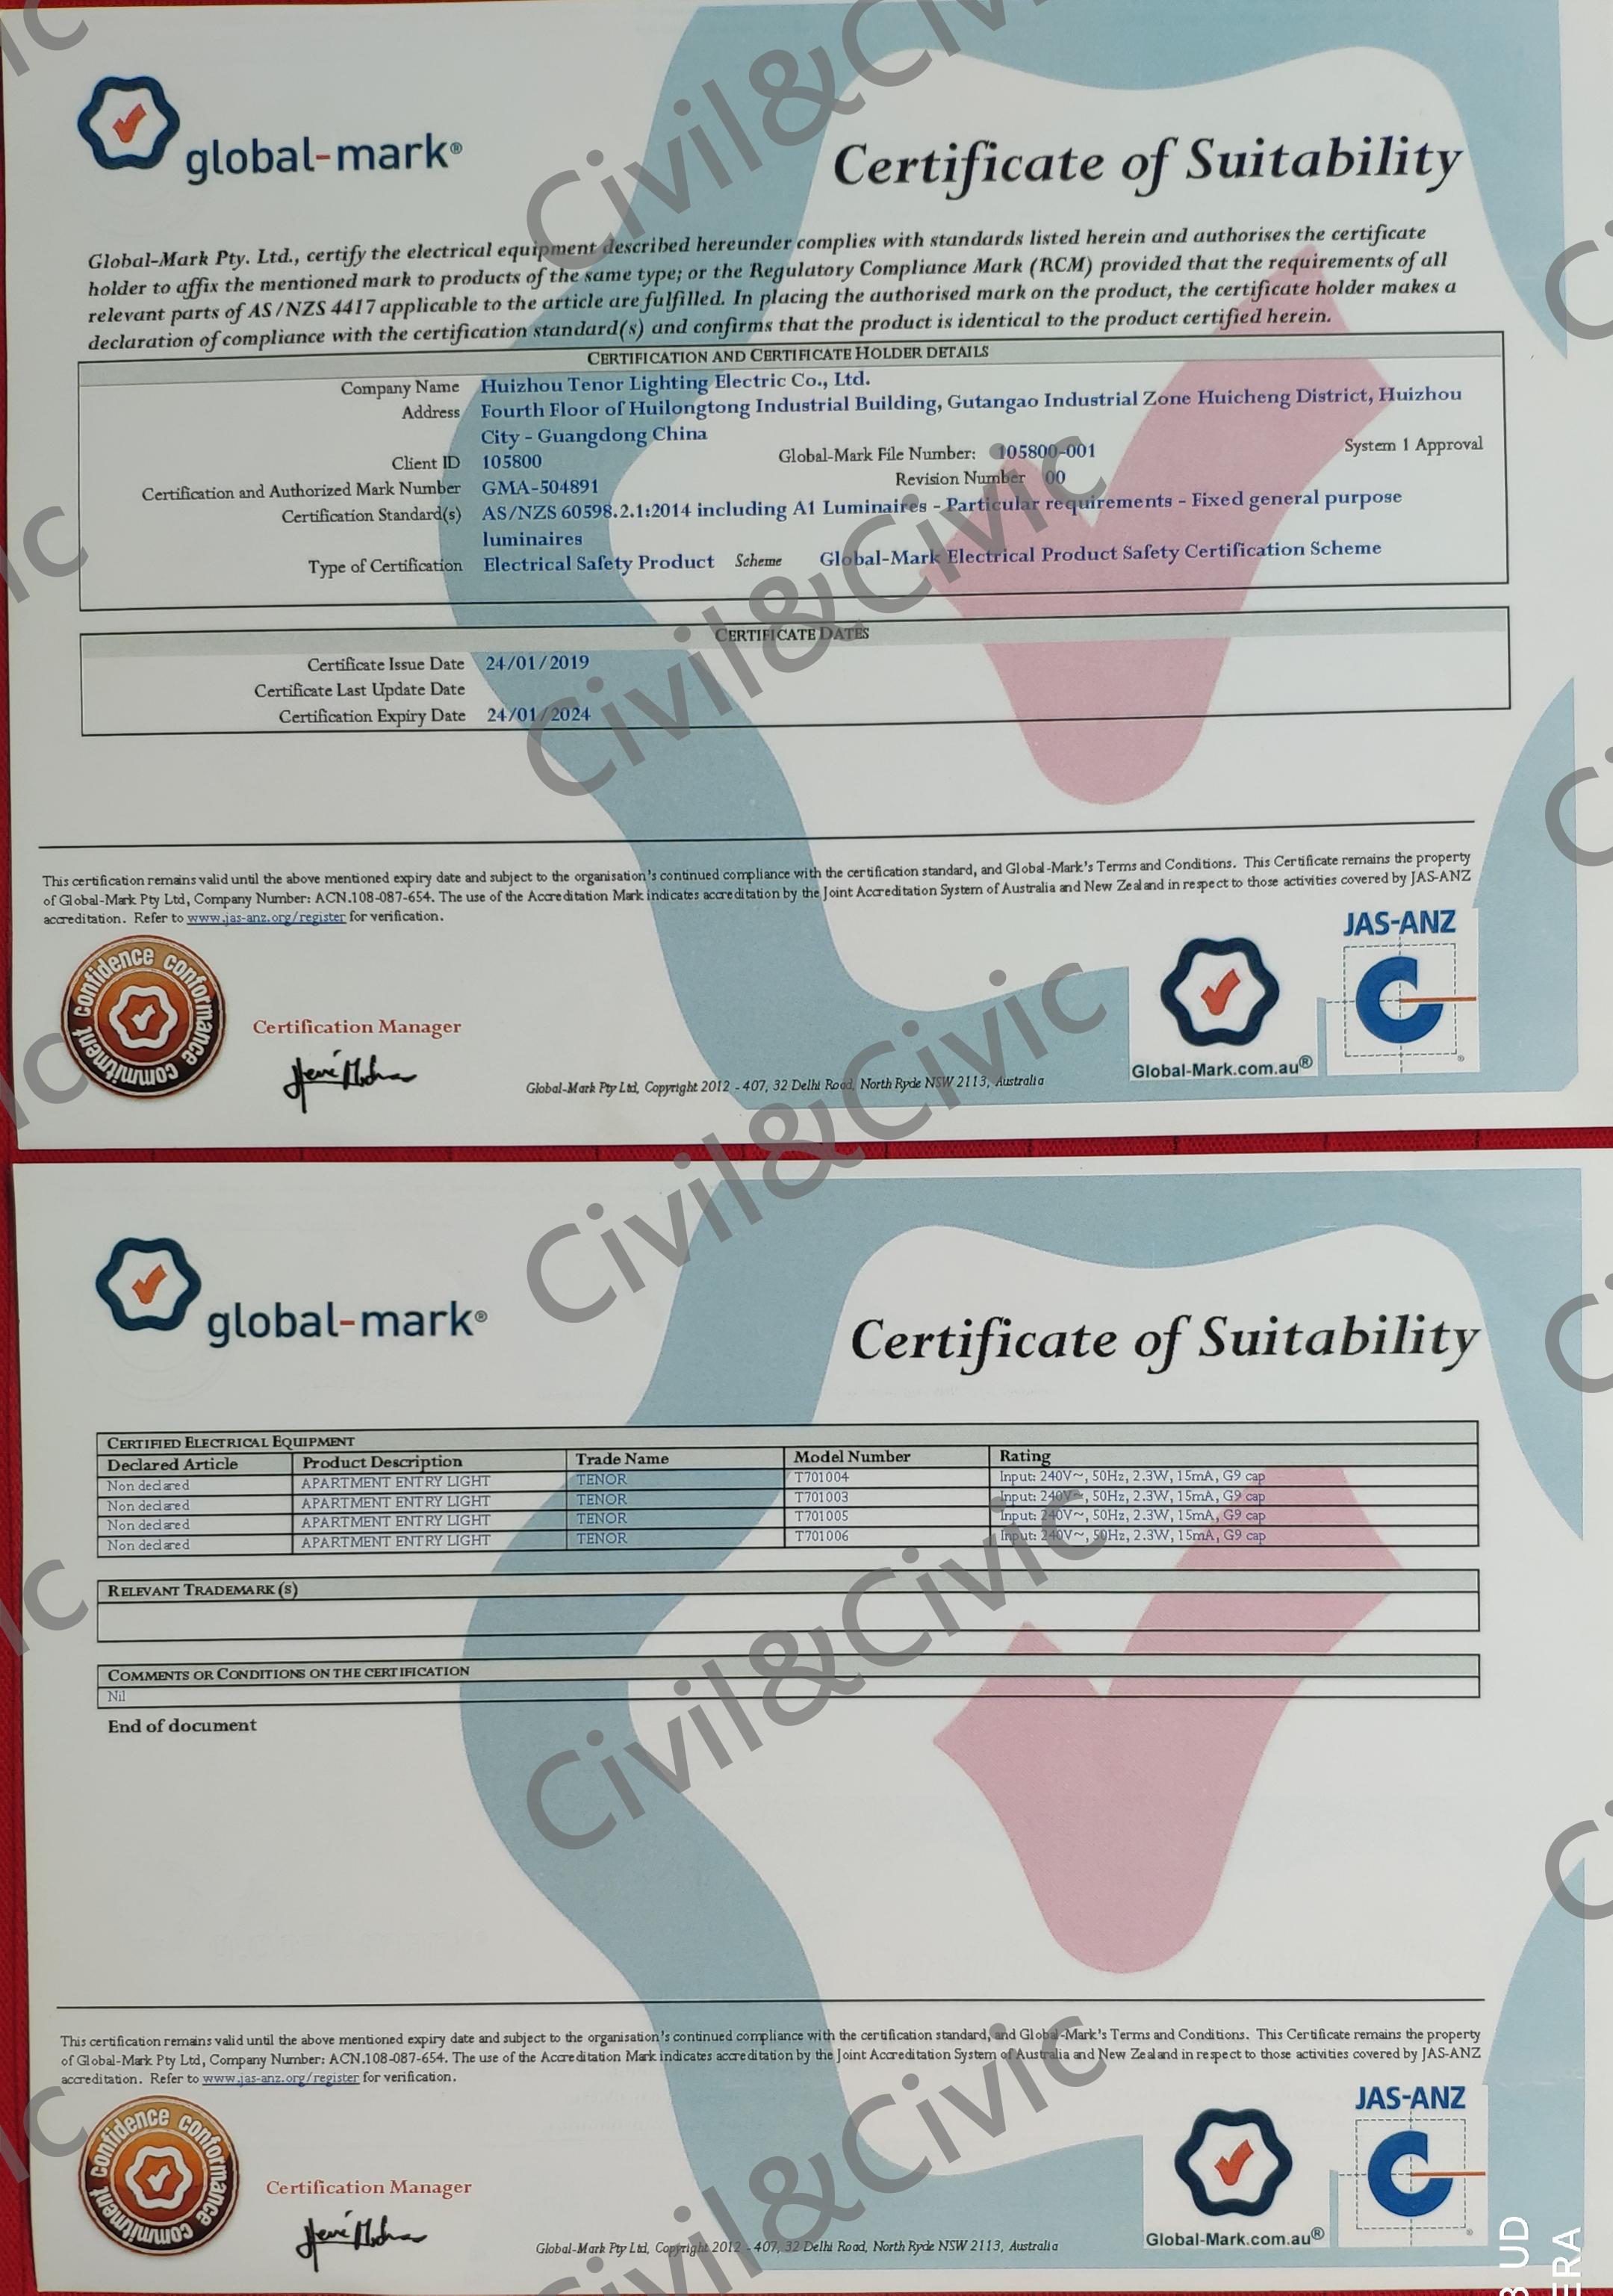 global-mark®
Certificate of Suitability
Global-Mark Pty. Ltd., certify the electrical equipment described hereunder complies with standards listed herein and authorises the certificate
holder to affix the mentioned mark to products of the same type; or the Regulatory Compliance Mark (RCM) provided that the requirements of all
relevant parts of AS/NZS 4417 applicable to the article are fulfilled. In placing the authorised mark on the product, the certificate holder makes a
declaration of compliance with the certification standard(s) and confirms that the product is identical to the product certified herein.
CERTIFICATION AND CERTIFICATE HOLDER DETAILS
Company Name Huizhou Tenor Lighting Electric Co., Ltd.
Address Fourth Floor of Huilongtong Industrial Building, Gutangao Industrial Zone Huicheng District, Huizhou
City - Guangdong China
Client ID 105800 Global-Mark File Number: 105800-001 System 1 Approval
Certification and Authorized Mark Number GMA-504891 Revision Number 00
Certification Standard(s) AS/NZS 60598.2.1:2014 including A1 Luminaires - Particular requirements - Fixed general purpose
luminaires
Type of Certification Electrical Safety Product Scheme Global-Mark Electrical Product Safety Certification Scheme
CERTIFICATE DATES
Certificate Issue Date 24/01/2019
Certificate Last Update Date
Certification Expiry Date 24/01/2024
This certification remains valid until the above mentioned expiry date and subject to the organisation's continued compliance with the certification standard, and Global-Mark's Terms and Conditions. This Certificate remains the property
of Global-Mark Pty Ltd, Company Number: ACN.108-087-654. The use of the Accreditation Mark indicates accreditation by the Joint Accreditation System of Australia and New Zealand in respect to those activities covered by JAS-ANZ
accreditation. Refer to www.jas-anz.org/register for verification.
JAS-ANZ
commitment confidence conformance
Certification Manager
Global-Mark.com.au®
Global-Mark Pty Ltd, Copyright 2012 - 407, 32 Delhi Road, North Ryde NSW 2113, Australia
global-mark®
Certificate of Suitability
CERTIFIED ELECTRICAL EQUIPMENT
Declared Article Product Description Trade Name Model Number Rating
Non declared APARTMENT ENTRY LIGHT TENOR T701004 Input: 240V~, 50Hz, 2.3W, 15mA, G9 cap
Non declared APARTMENT ENTRY LIGHT TENOR T701003 Input: 240V~, 50Hz, 2.3W, 15mA, G9 cap
Non declared APARTMENT ENTRY LIGHT TENOR T701005 Input: 240V~, 50Hz, 2.3W, 15mA, G9 cap
Non declared APARTMENT ENTRY LIGHT TENOR T701006 Input: 240V~, 50Hz, 2.3W, 15mA, G9 cap
RELEVANT TRADEMARK (S)
COMMENTS OR CONDITIONS ON THE CERTIFICATION
Nil
End of document
This certification remains valid until the above mentioned expiry date and subject to the organisation's continued compliance with the certification standard, and Global-Mark's Terms and Conditions. This Certificate remains the property
of Global-Mark Pty Ltd, Company Number: ACN.108-087-654. The use of the Accreditation Mark indicates accreditation by the Joint Accreditation System of Australia and New Zealand in respect to those activities covered by JAS-ANZ
accreditation. Refer to www.jas-anz.org/register for verification.
JAS-ANZ
commitment confidence conformance
Certification Manager
Global-Mark.com.au®
Global-Mark Pty Ltd, Copyright 2012 - 407, 32 Delhi Road, North Ryde NSW 2113, Australia
Civil&Civic
Civil&Civic
Civil&Civic
Civil&Civic
Civil&Civic